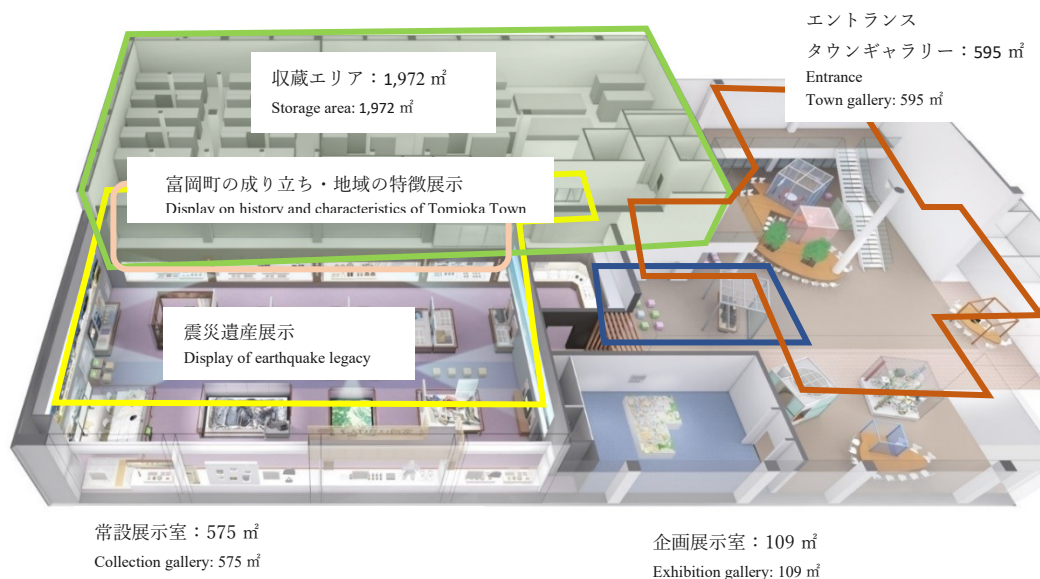 エントランス
タウンギャラリー：595 ㎡
Entrance
Town gallery: 595 ㎡
収蔵エリア：1,972 ㎡
Storage area: 1,972 ㎡
富岡町の成り立ち・地域の特徴展示
Display on history and characteristics of Tomioka Town
震災遺産展示
Display of earthquake legacy
常設展示室：575 ㎡
Collection gallery: 575 ㎡
企画展示室：109 ㎡
Exhibition gallery: 109 ㎡